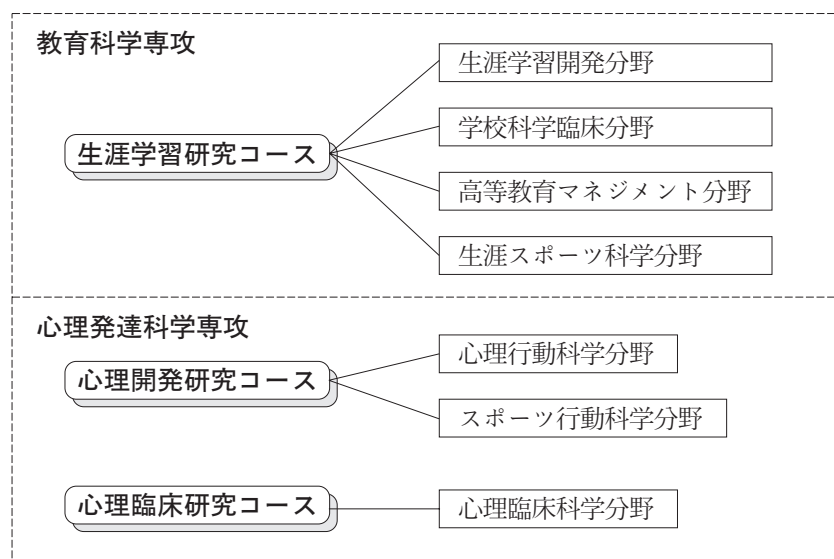 教育科学専攻
生涯学習研究コース
生涯学習開発分野
学校科学臨床分野
高等教育マネジメント分野
生涯スポーツ科学分野
心理発達科学専攻
心理開発研究コース
心理行動科学分野
スポーツ行動科学分野
心理臨床研究コース
心理臨床科学分野